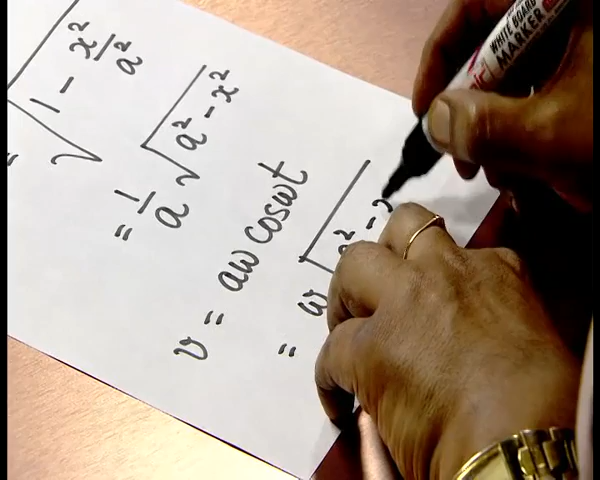 = √1 - x²/a²
= 1/a √a² - x²
v = aω cosωt
= ω √a² -
WHITE BOARD
MARKER